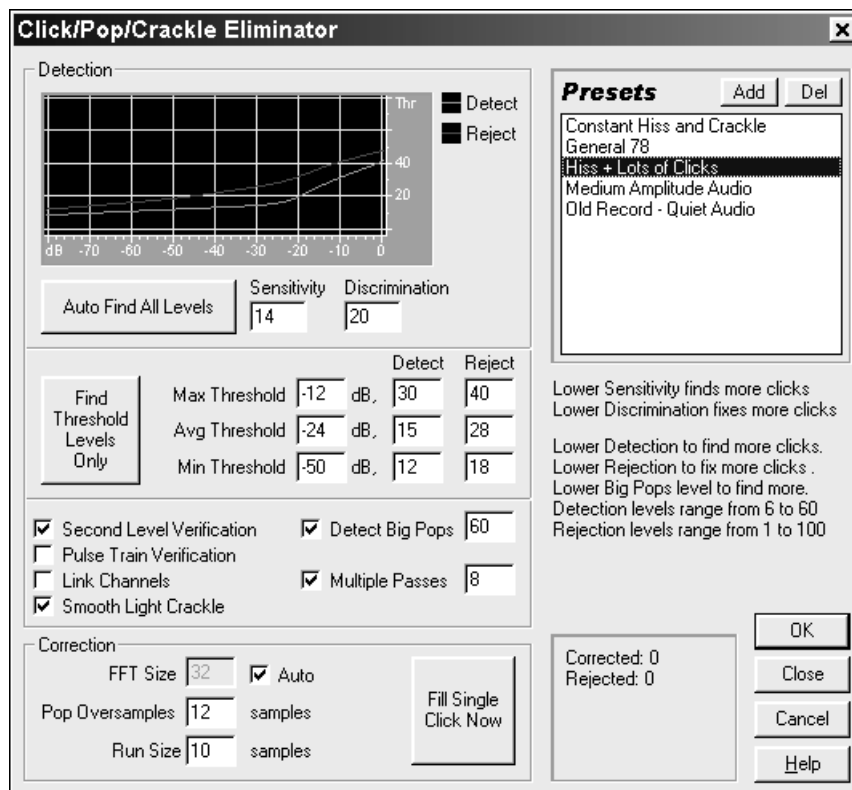 Click/Pop/Crackle Eliminator
Detection
Thr
40
20
dB -70 -60 -50 -40 -30 -20 -10 0
Detect
Reject
Auto Find All Levels
Sensitivity
14
Discrimination
20
Detect Reject
Find Threshold Levels Only
Max Threshold -12 dB, 30 40
Avg Threshold -24 dB, 15 28
Min Threshold -50 dB, 12 18
Second Level Verification
Pulse Train Verification
Link Channels
Smooth Light Crackle
Detect Big Pops 60
Multiple Passes 8
Correction
FFT Size 32 Auto
Pop Oversamples 12 samples
Run Size 10 samples
Fill Single
Click Now
Presets
Add
Del
Constant Hiss and Crackle
General 78
Hiss + Lots of Clicks
Medium Amplitude Audio
Old Record - Quiet Audio
Lower Sensitivity finds more clicks
Lower Discrimination fixes more clicks
Lower Detection to find more clicks.
Lower Rejection to fix more clicks .
Lower Big Pops level to find more.
Detection levels range from 6 to 60
Rejection levels range from 1 to 100
Corrected: 0
Rejected: 0
OK
Close
Cancel
Help